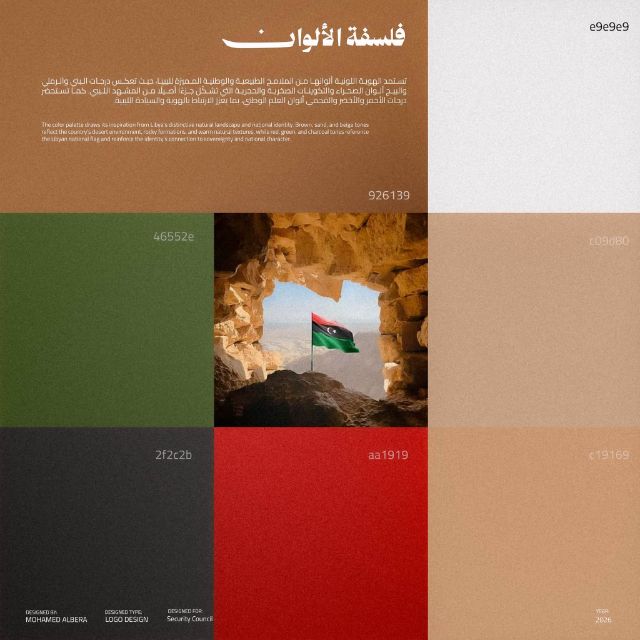 فلسفة الألوان
e9e9e9
تستمد الهوية اللونية ألوانها من الملامح الطبيعية والوطنية المميزة لليبيا، حيث تعكس درجات البني والرملي
والبيج ألوان الصحراء والتكوينات الصخرية والحجرية التي تشكّل جزءًا أصيلًا من المشهد الليبي. كما تستحضر
درجات الأحمر والأخضر والفحمي ألوان العلم الوطني، بما يعزز الارتباط بالهوية والسيادة الليبية.
The color palette draws its inspiration from Libya's distinctive natural landscape and national identity. Brown, sand, and beige tones
reflect the country's desert environment, rocky formations, and warm natural textures, while red, green, and charcoal tones reference
the Libyan national flag and reinforce the identity's connection to sovereignty and national character.
926139
46552e
c09d80
2f2c2b
aa1919
c19169
DESIGNED BY:
MOHAMED ALBERA
DESIGNED TYPE:
LOGO DESIGN
DESIGNED FOR:
Security Council
YEAR:
2026